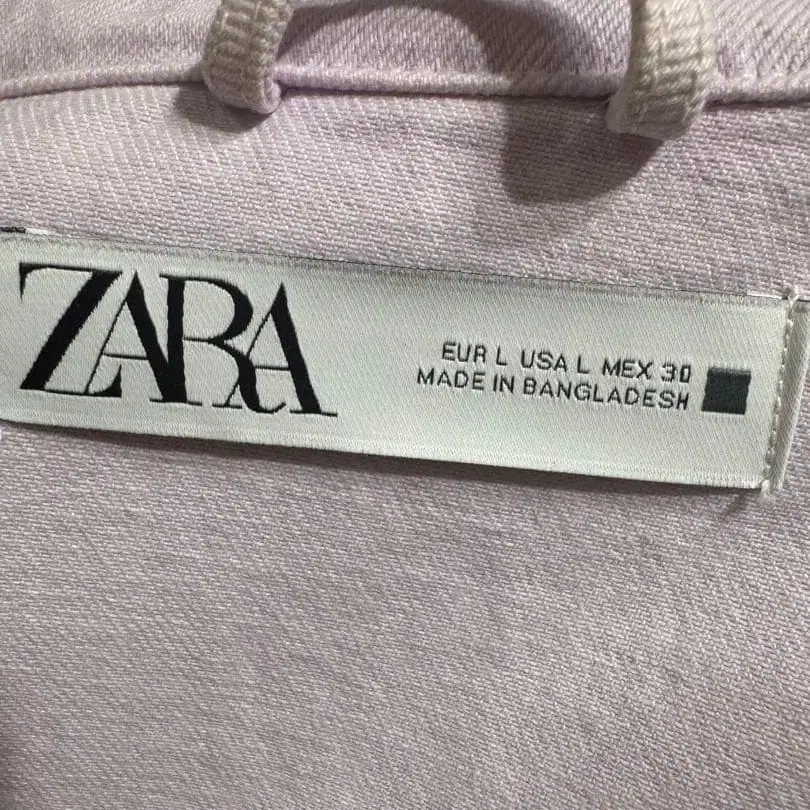 ZARA
EUR L USA L MEX 30
MADE IN BANGLADESH